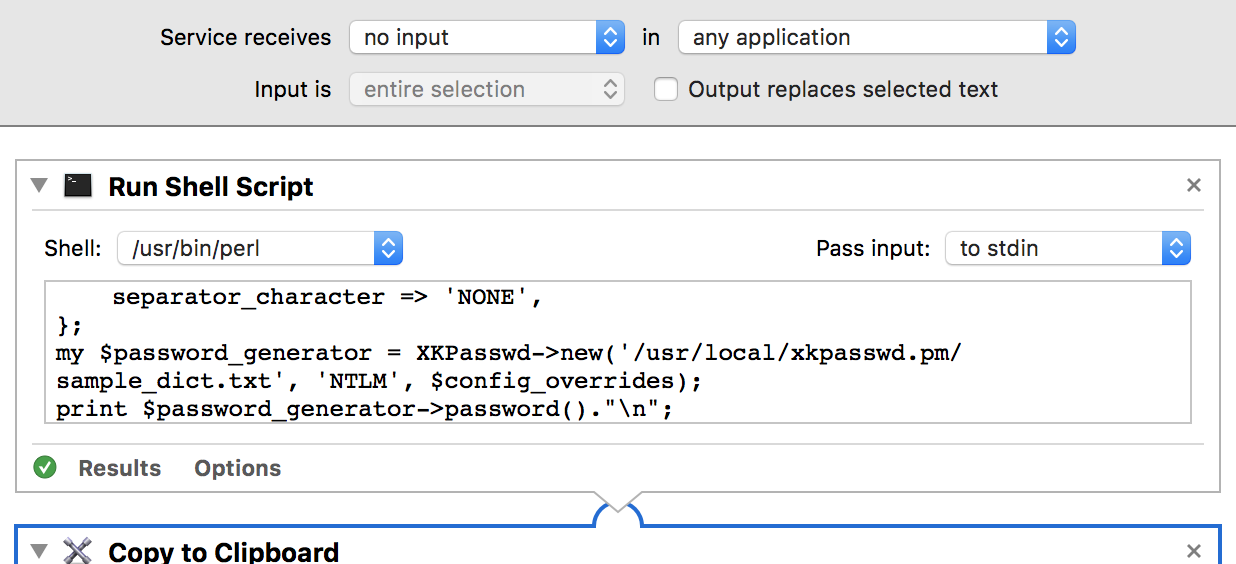 Service receives no input in any application
Input is entire selection Output replaces selected text
Run Shell Script
Shell: /usr/bin/perl Pass input: to stdin
separator_character => 'NONE',
};
my $password_generator = XKPasswd->new('/usr/local/xkpasswd.pm/
sample_dict.txt', 'NTLM', $config_overrides);
print $password_generator->password()."\n";
Results Options
Copy to Clipboard